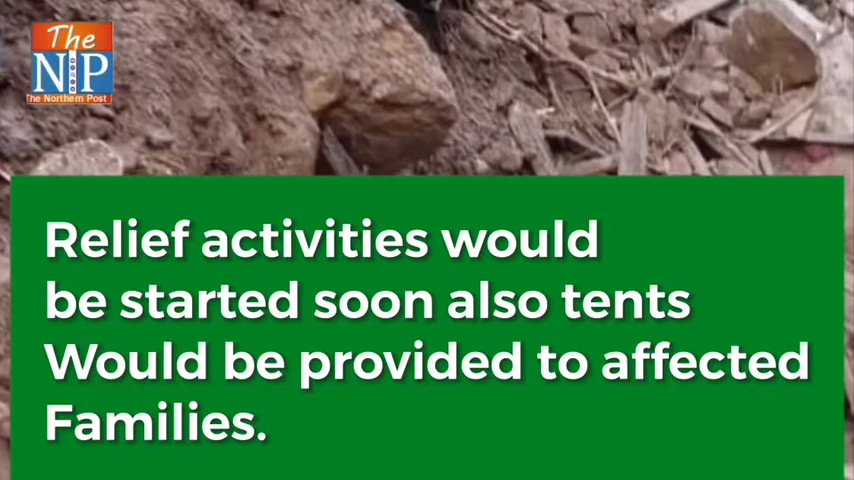 The
NP
The Northern Post
Relief activities would
be started soon also tents
Would be provided to affected
Families.